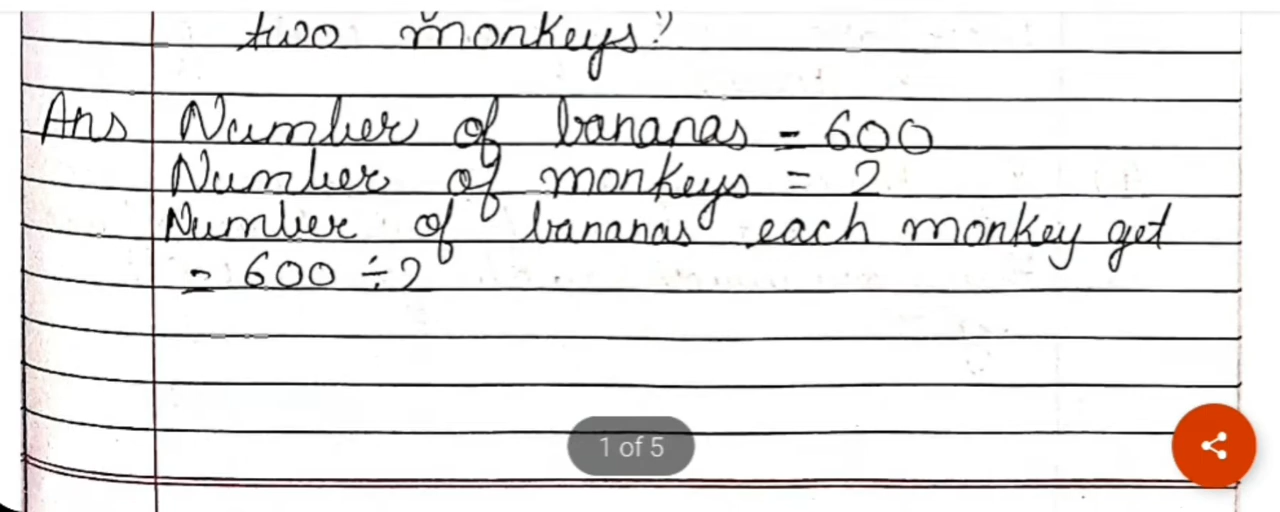 two monkeys?
Ans Number of bananas = 600
Number of monkeys = 2
Number of bananas each monkey get
= 600 ÷ 2
1 of 5